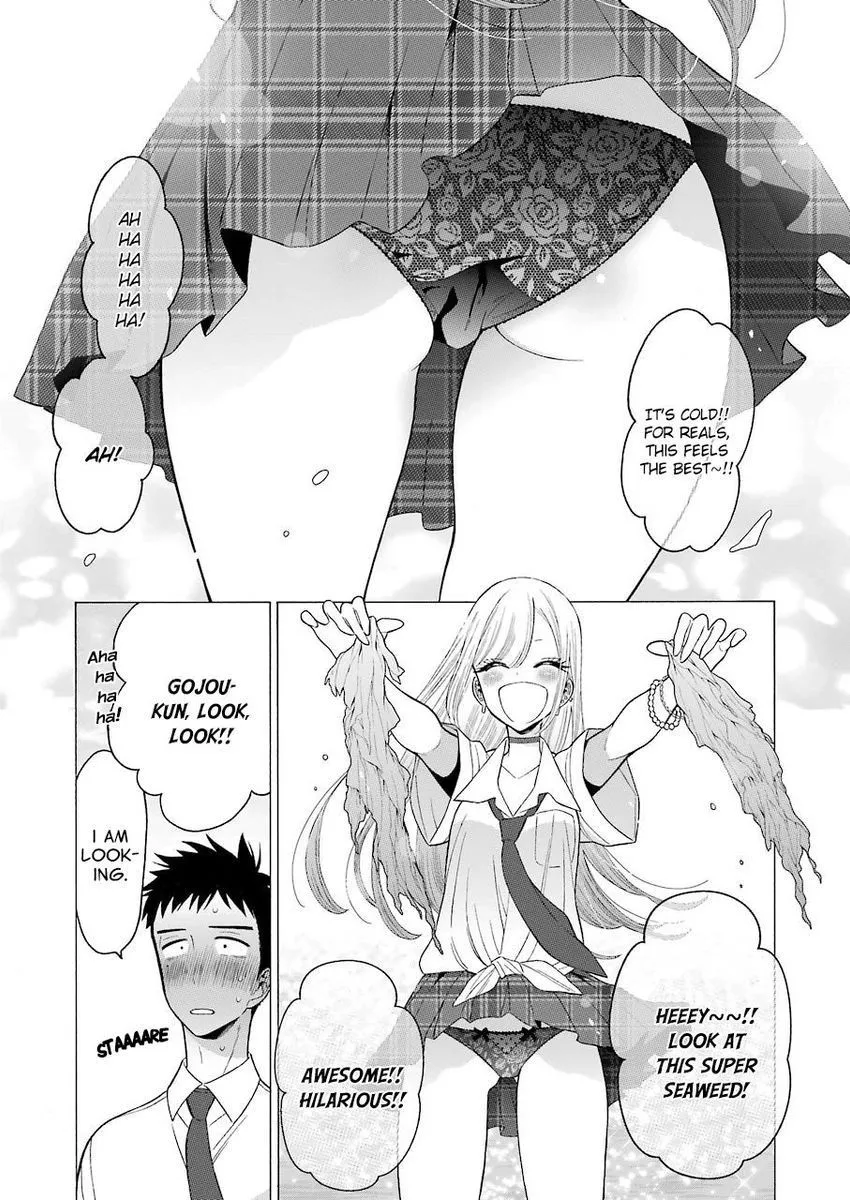 IT'S COLD!!
FOR REALS,
THIS FEELS
THE BEST~!!
AH
HA
HA
HA
HA
HA!
AH!
HEEEY~~!!
LOOK AT
THIS SUPER
SEAWEED!
AWESOME!!
HILARIOUS!!
GOJOU-
KUN, LOOK,
LOOK!!
Aha
ha
ha
ha!
I AM
LOOK-
ING.
STAAAARE